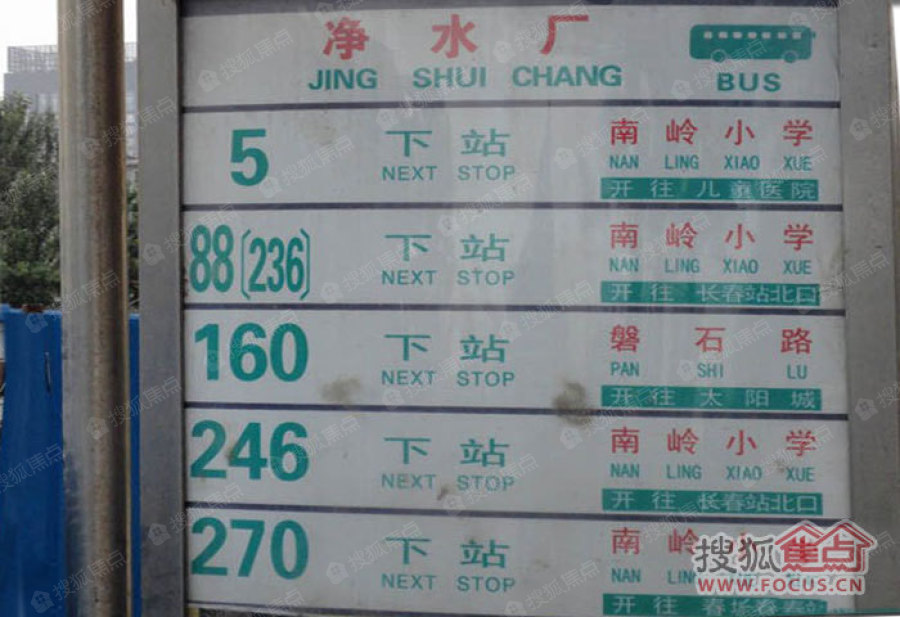 净水厂
JING SHUI CHANG
BUS
5 下站 南岭小学
NEXT STOP NAN LING XIAO XUE
开往儿童医院
88(236) 下站 南岭小学
NEXT STOP NAN LING XIAO XUE
开往 长春站北口
160 下站 磐石路
NEXT STOP PAN SHI LU
开往太阳城
246 下站 南岭小学
NEXT STOP NAN LING XIAO XUE
开往 长春站北口
270 下站 南岭
NEXT STOP NAN LING
开往
搜狐焦点
WWW.FOCUS.CN